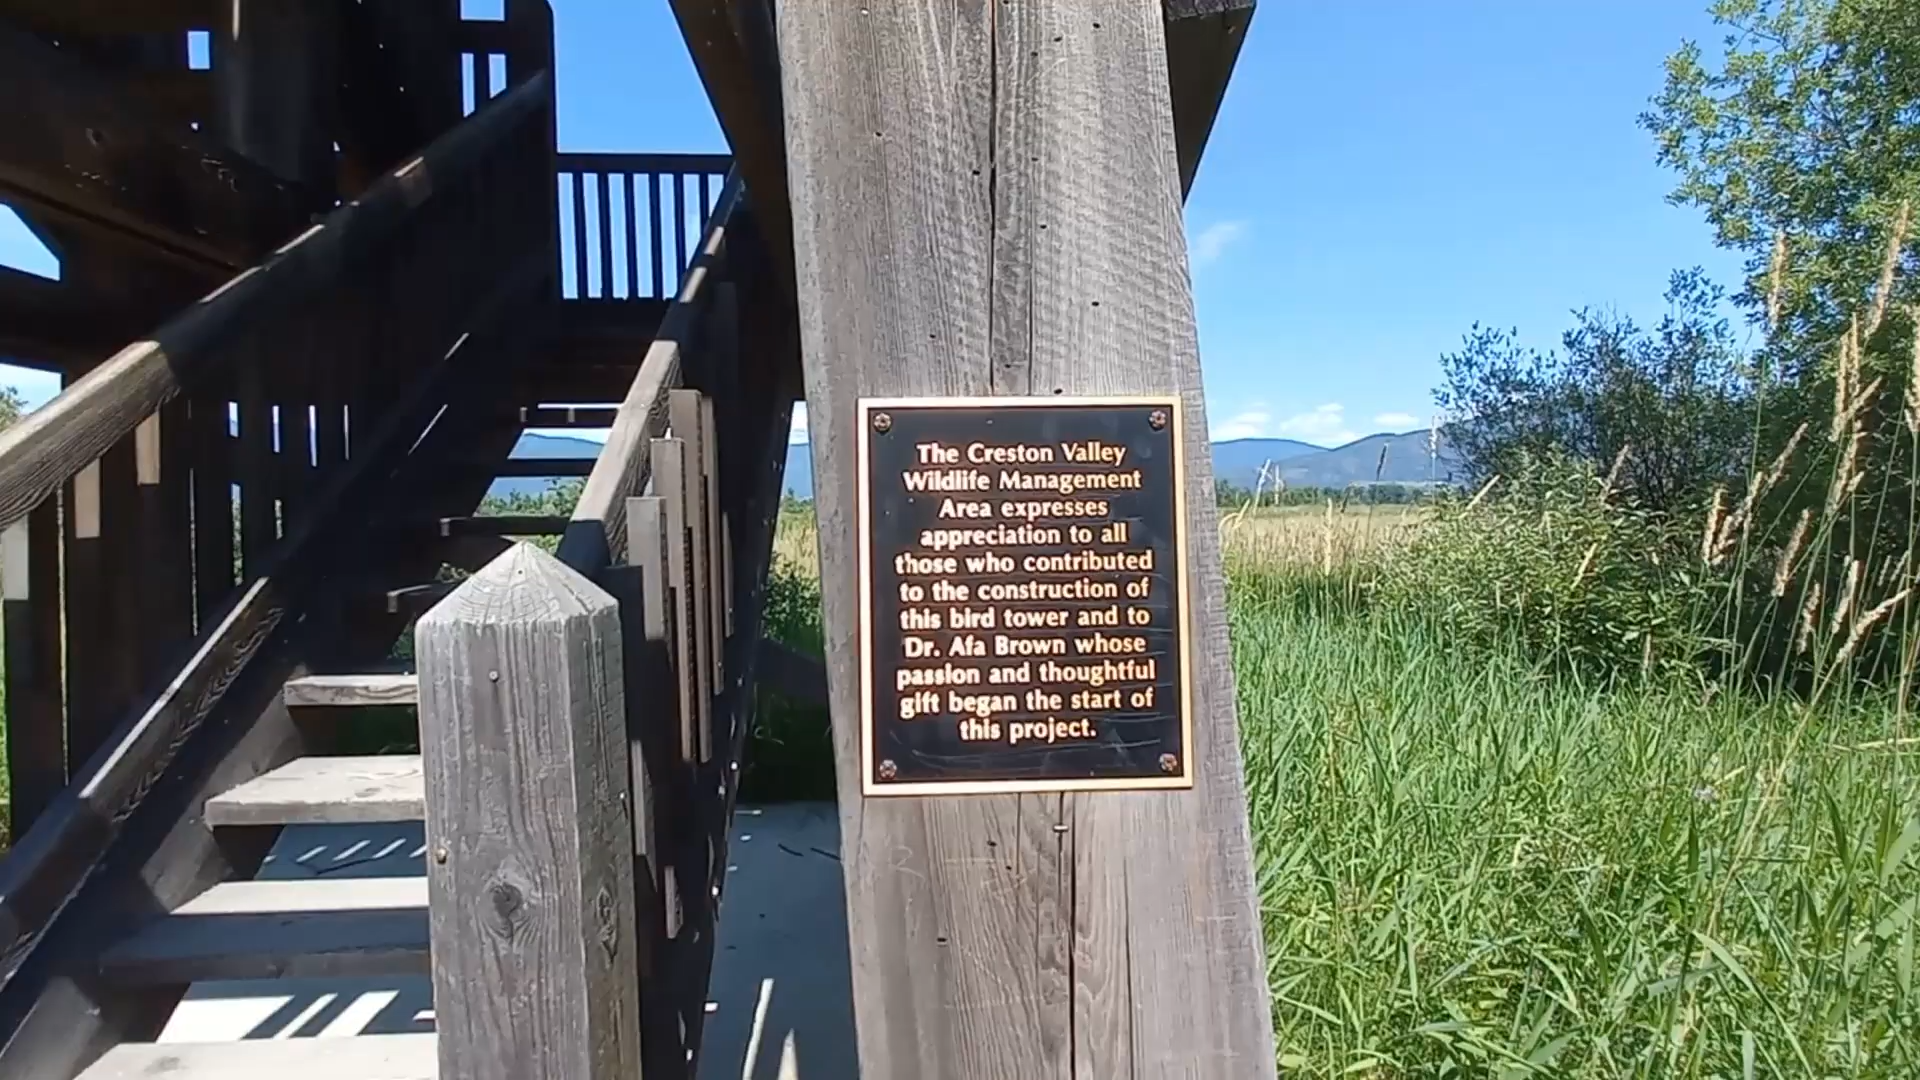 The Creston Valley
Wildlife Management
Area expresses
appreciation to all
those who contributed
to the construction of
this bird tower and to
Dr. Afa Brown whose
passion and thoughtful
gift began the start of
this project.